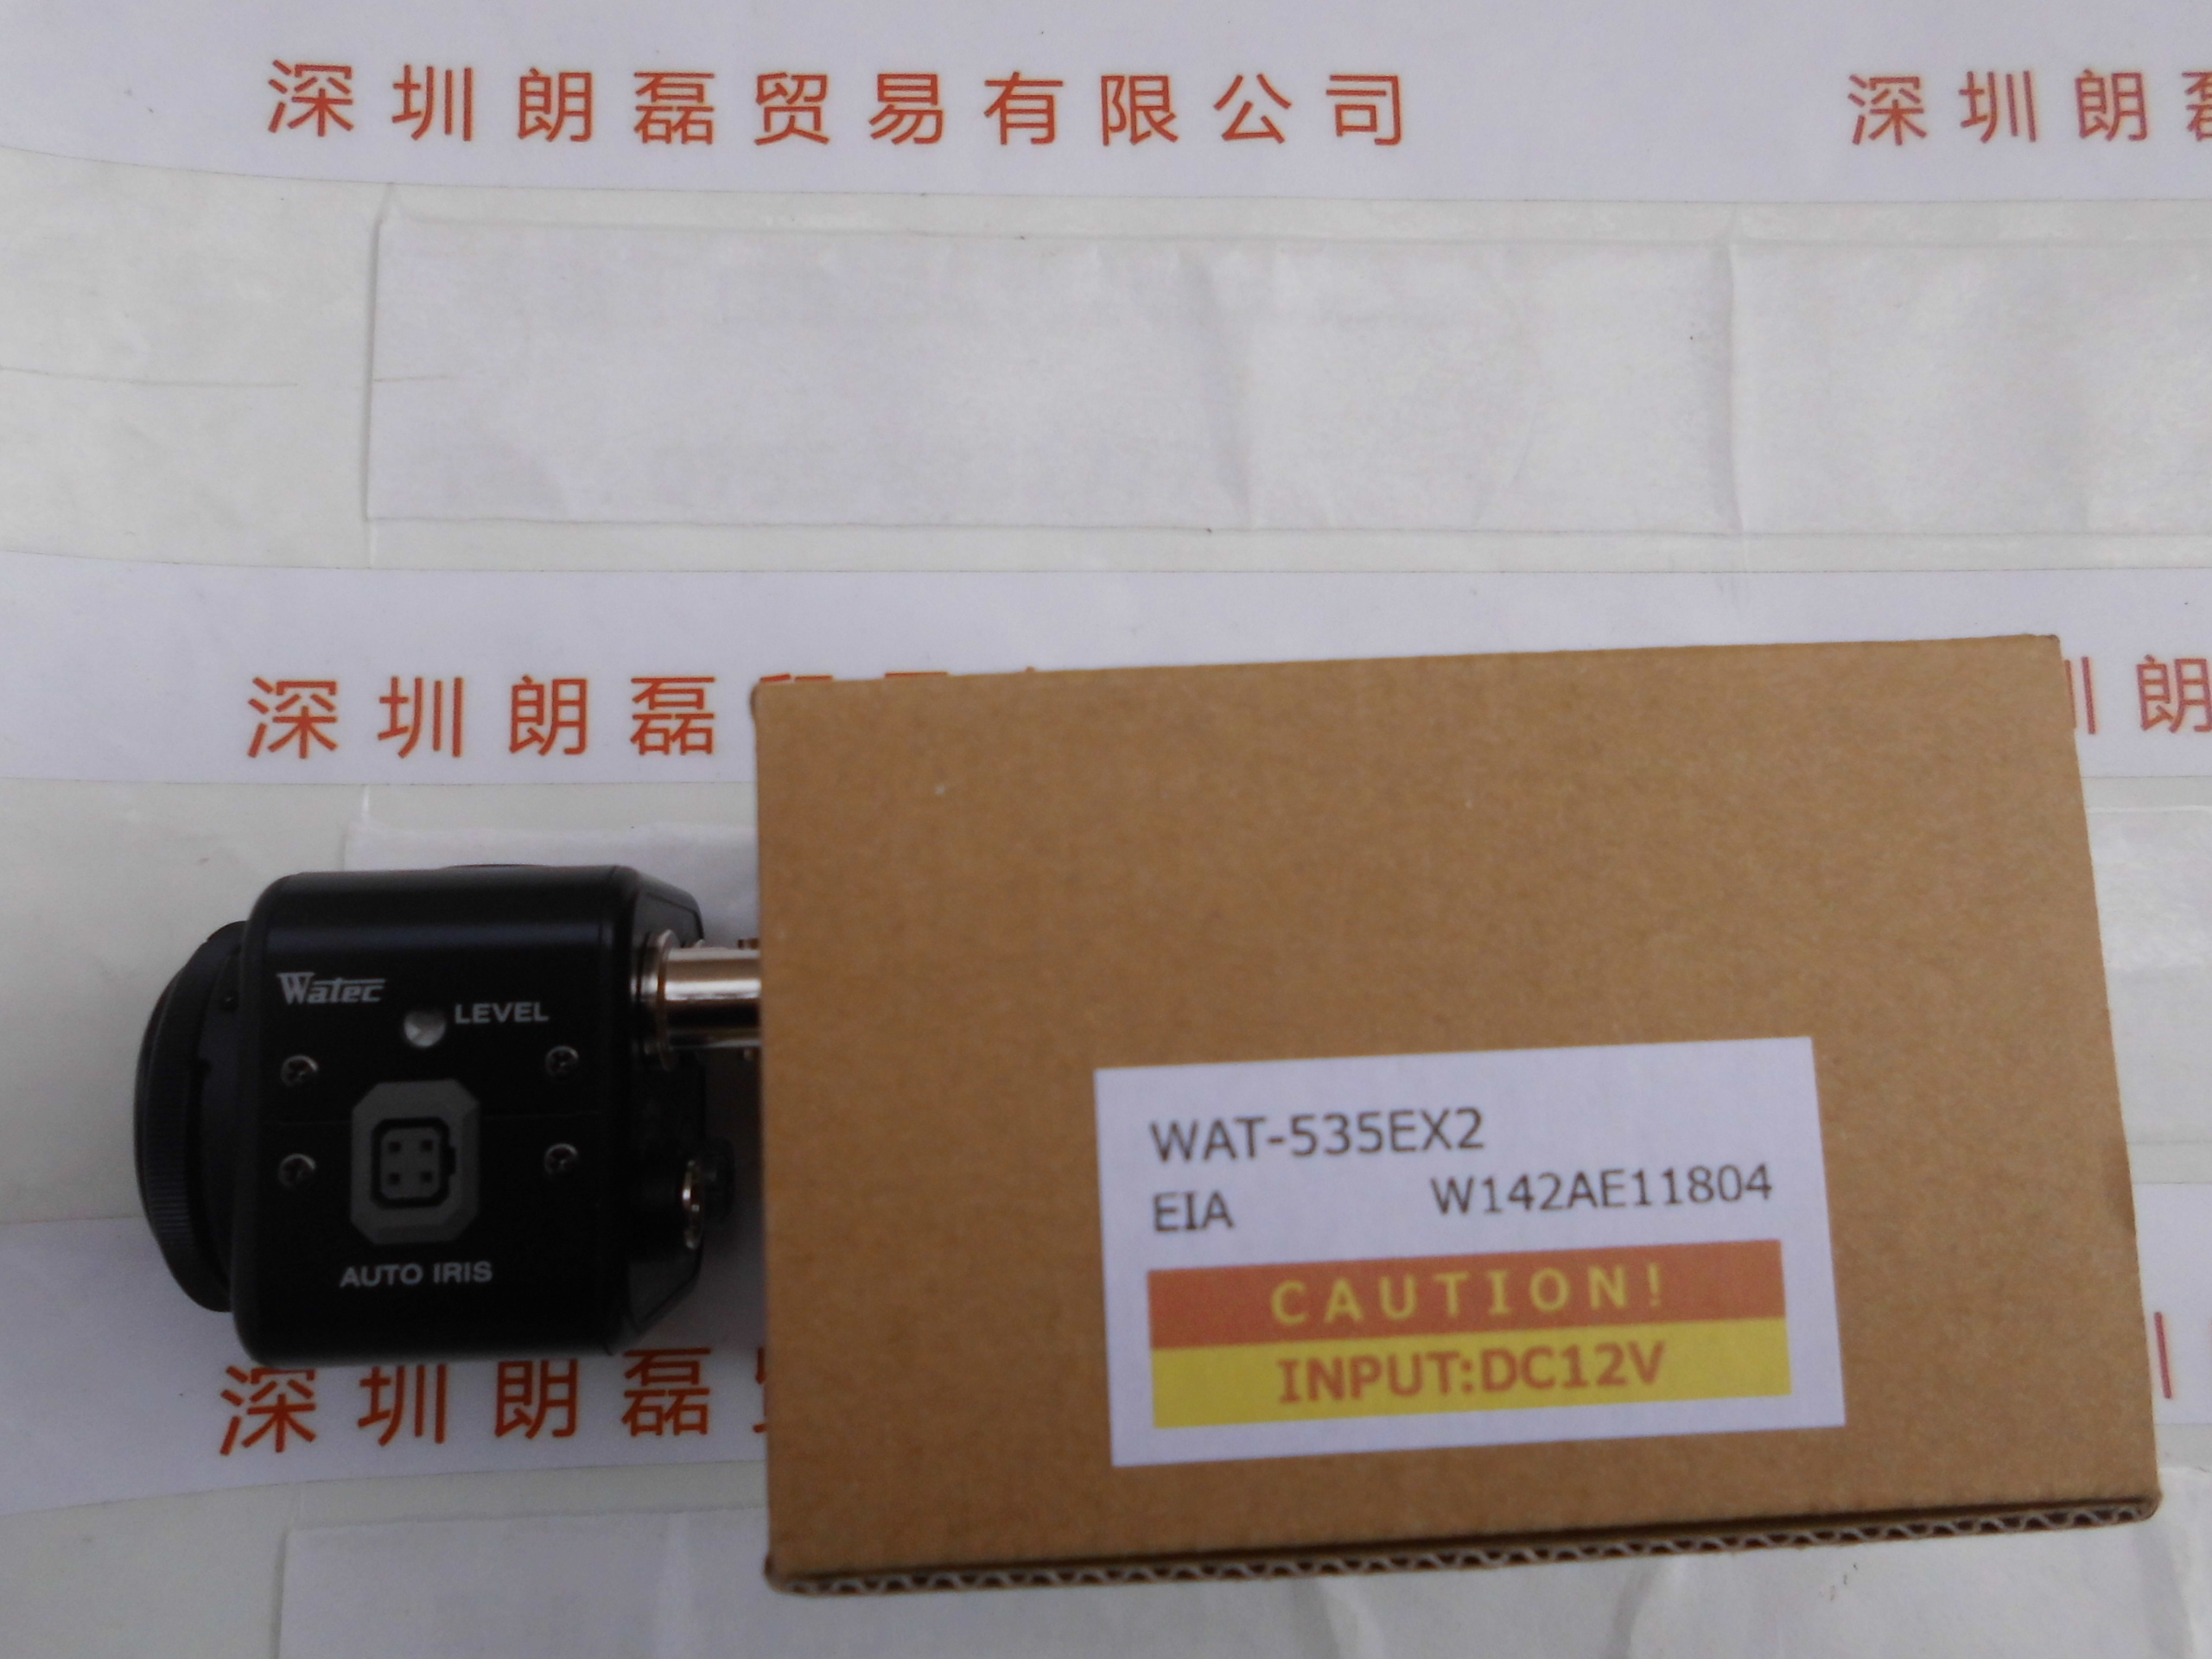 深圳朗磊贸易有限公司
深圳朗
深圳朗磊
朗
Watec
LEVEL
AUTO IRIS
WAT-535EX2
EIA W142AE11804
CAUTION!
INPUT:DC12V
深圳朗磊